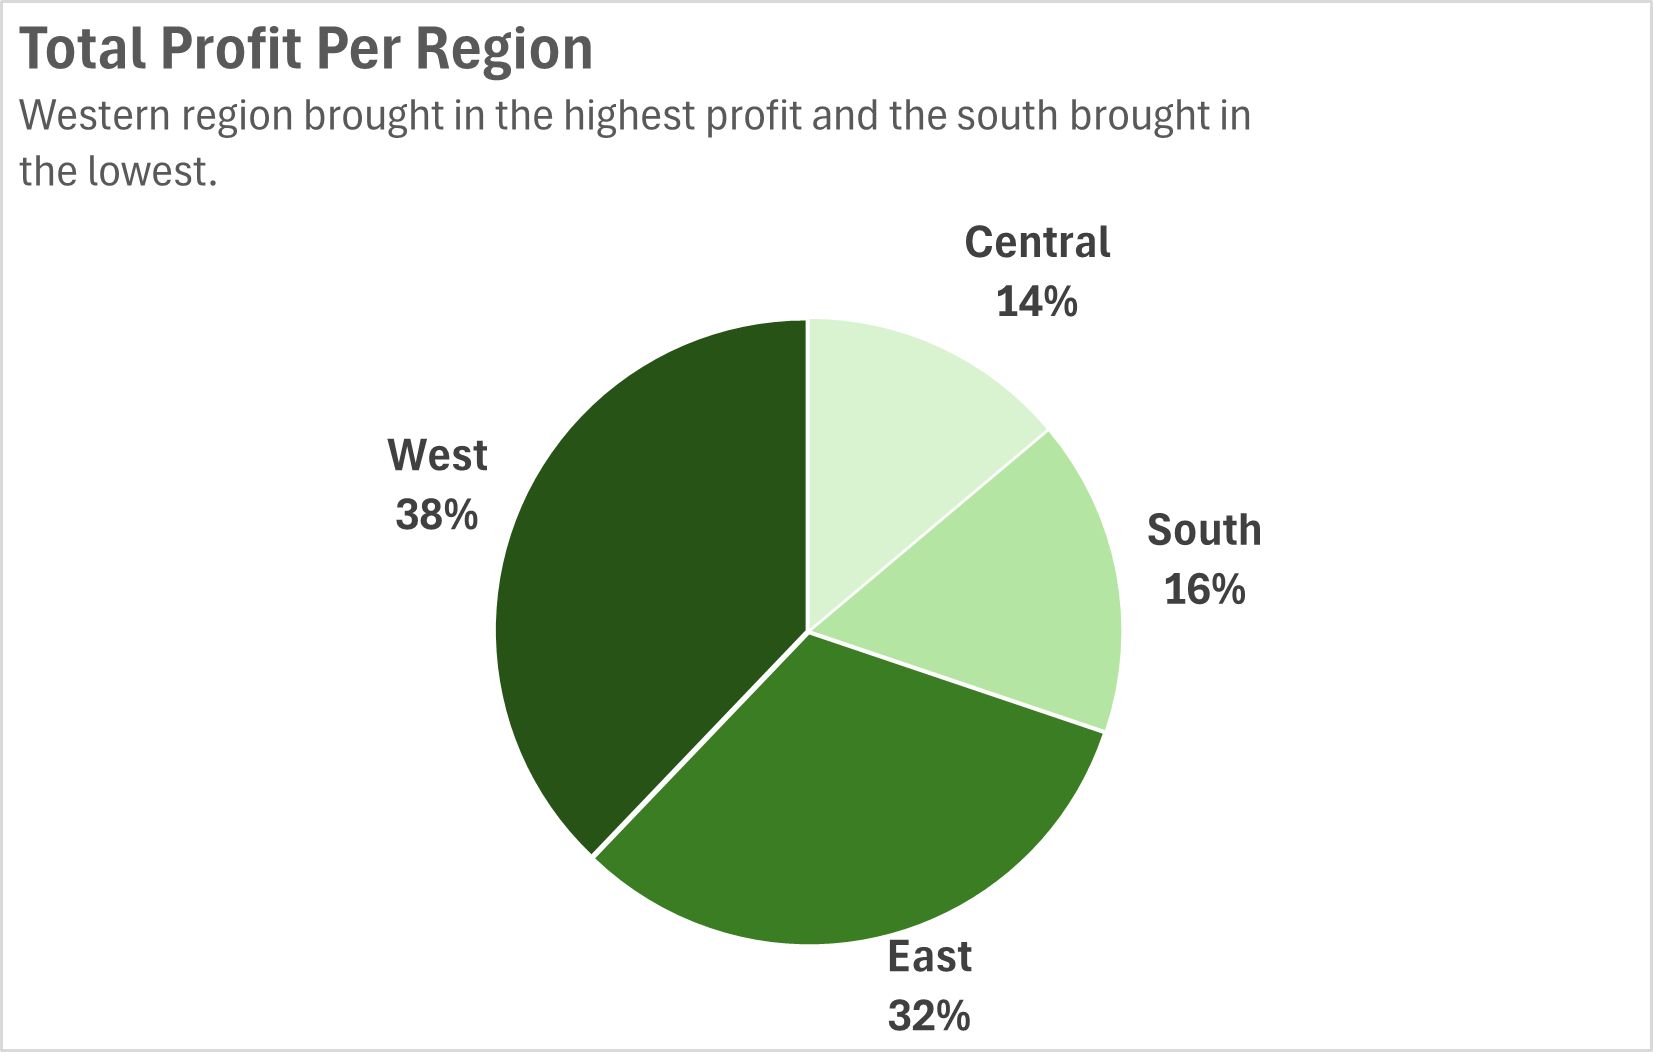 Total Profit Per Region
Western region brought in the highest profit and the south brought in
the lowest.
Central
14%
West
38%
South
16%
East
32%